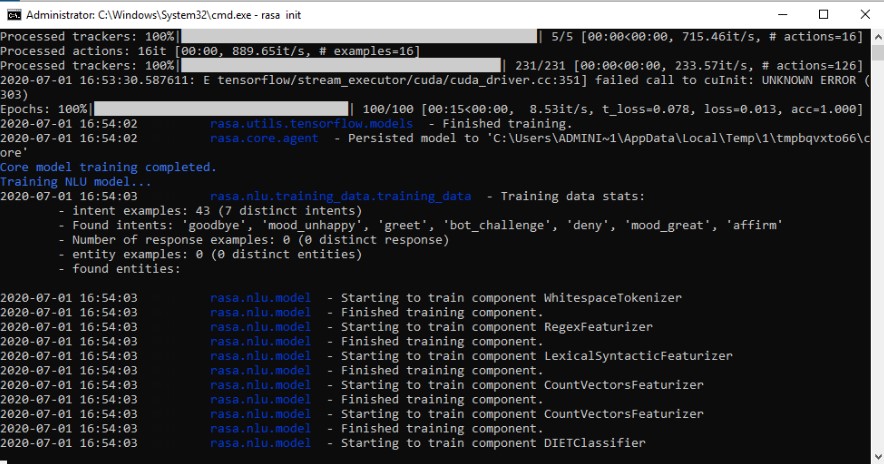 Administrator: C:\Windows\System32\cmd.exe - rasa init
Processed trackers: 100%| | 5/5 [00:00<00:00, 715.46it/s, # actions=16]
Processed actions: 16it [00:00, 889.65it/s, # examples=16]
Processed trackers: 100%| | 231/231 [00:00<00:00, 233.57it/s, # actions=126]
2020-07-01 16:53:30.587611: E tensorflow/stream_executor/cuda/cuda_driver.cc:351] failed call to cuInit: UNKNOWN ERROR (
303)
Epochs: 100%| | 100/100 [00:15<00:00, 8.53it/s, t_loss=0.078, loss=0.013, acc=1.000]
2020-07-01 16:54:02 rasa.utils.tensorflow.models - Finished training.
2020-07-01 16:54:02 rasa.core.agent - Persisted model to 'C:\Users\ADMINI~1\AppData\Local\Temp\1\tmpbqvxto66\c
ore'
Core model training completed.
Training NLU model...
2020-07-01 16:54:03 rasa.nlu.training_data.training_data - Training data stats:
- intent examples: 43 (7 distinct intents)
- Found intents: 'goodbye', 'mood_unhappy', 'greet', 'bot_challenge', 'deny', 'mood_great', 'affirm'
- Number of response examples: 0 (0 distinct response)
- entity examples: 0 (0 distinct entities)
- found entities:
2020-07-01 16:54:03 rasa.nlu.model - Starting to train component WhitespaceTokenizer
2020-07-01 16:54:03 rasa.nlu.model - Finished training component.
2020-07-01 16:54:03 rasa.nlu.model - Starting to train component RegexFeaturizer
2020-07-01 16:54:03 rasa.nlu.model - Finished training component.
2020-07-01 16:54:03 rasa.nlu.model - Starting to train component LexicalSyntacticFeaturizer
2020-07-01 16:54:03 rasa.nlu.model - Finished training component.
2020-07-01 16:54:03 rasa.nlu.model - Starting to train component CountVectorsFeaturizer
2020-07-01 16:54:03 rasa.nlu.model - Finished training component.
2020-07-01 16:54:03 rasa.nlu.model - Starting to train component CountVectorsFeaturizer
2020-07-01 16:54:03 rasa.nlu.model - Finished training component.
2020-07-01 16:54:03 rasa.nlu.model - Starting to train component DIETClassifier